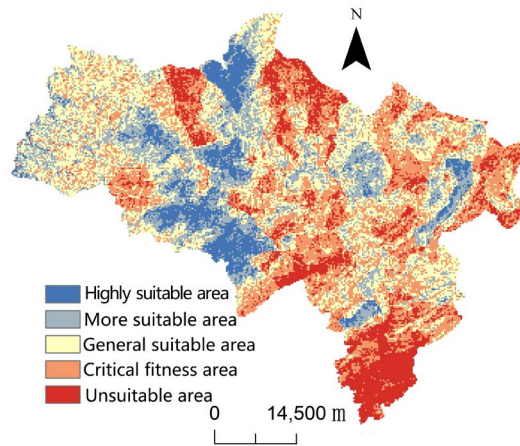 N
Highly suitable area
More suitable area
General suitable area
Critical fitness area
Unsuitable area
0 14,500 m